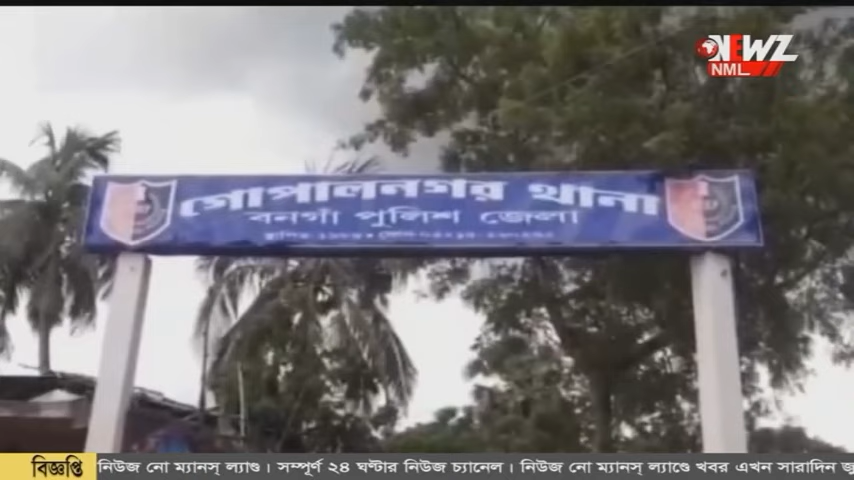 NEWZ
NML
গোপালনগর থানা
বনগাঁ পুলিশ জেলা
বিজ্ঞপ্তি
নিউজ নো ম্যানস্ ল্যাণ্ড। সম্পূর্ণ ২৪ ঘণ্টার নিউজ চ্যানেল। নিউজ নো ম্যানস্ ল্যাণ্ডে খবর এখন সারাদিন